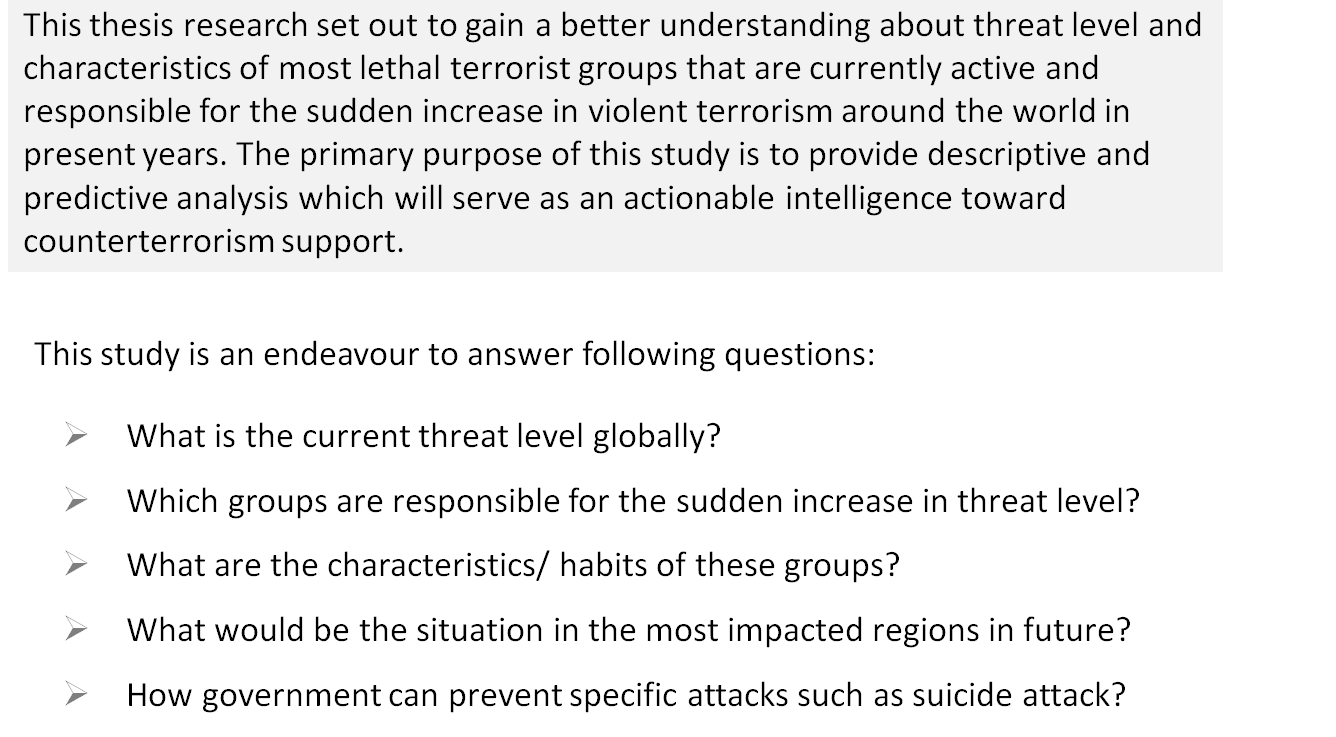 This thesis research set out to gain a better understanding about threat level and
characteristics of most lethal terrorist groups that are currently active and
responsible for the sudden increase in violent terrorism around the world in
present years. The primary purpose of this study is to provide descriptive and
predictive analysis which will serve as an actionable intelligence toward
counterterrorism support.
This study is an endeavour to answer following questions:
What is the current threat level globally?
Which groups are responsible for the sudden increase in threat level?
What are the characteristics/ habits of these groups?
What would be the situation in the most impacted regions in future?
How government can prevent specific attacks such as suicide attack?